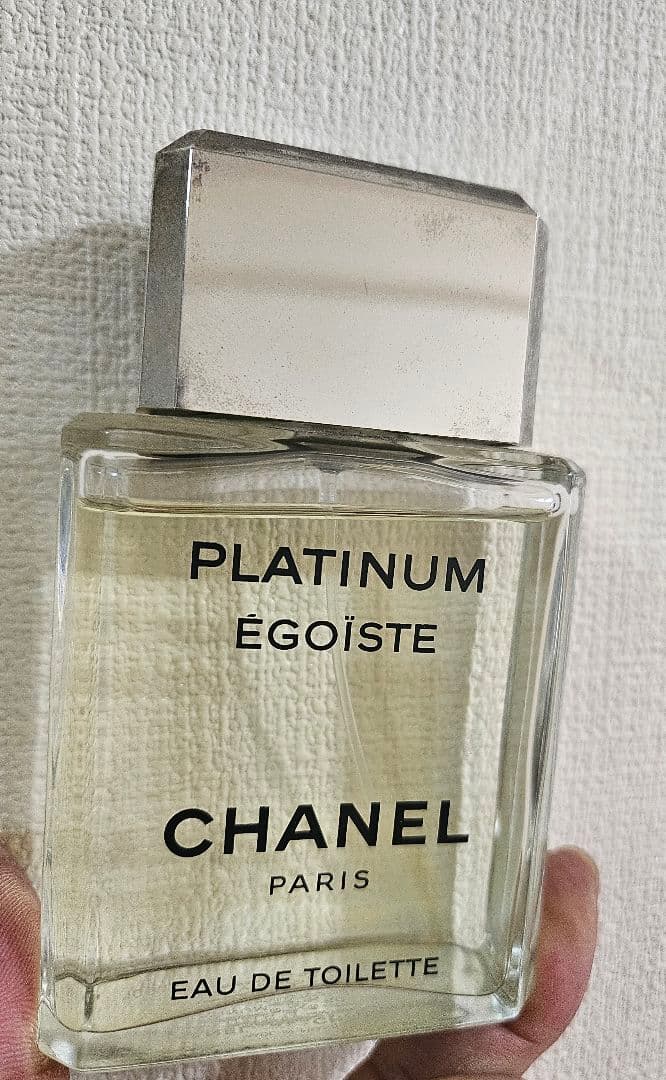 PLATINUM
ÉGOÏSTE
CHANEL
PARIS
EAU DE TOILETTE